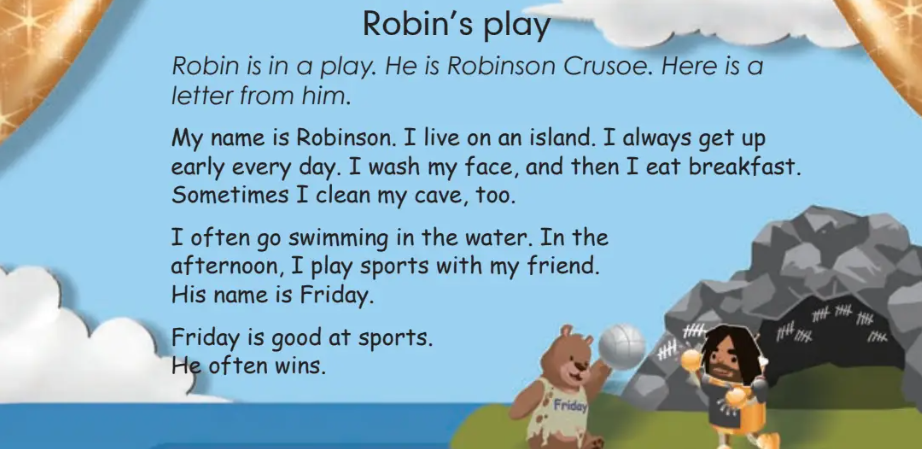 Robin's play
Robin is in a play. He is Robinson Crusoe. Here is a
letter from him.
My name is Robinson. I live on an island. I always get up
early every day. I wash my face, and then I eat breakfast.
Sometimes I clean my cave, too.
I often go swimming in the water. In the
afternoon, I play sports with my friend.
His name is Friday.
Friday is good at sports.
He often wins.
Friday